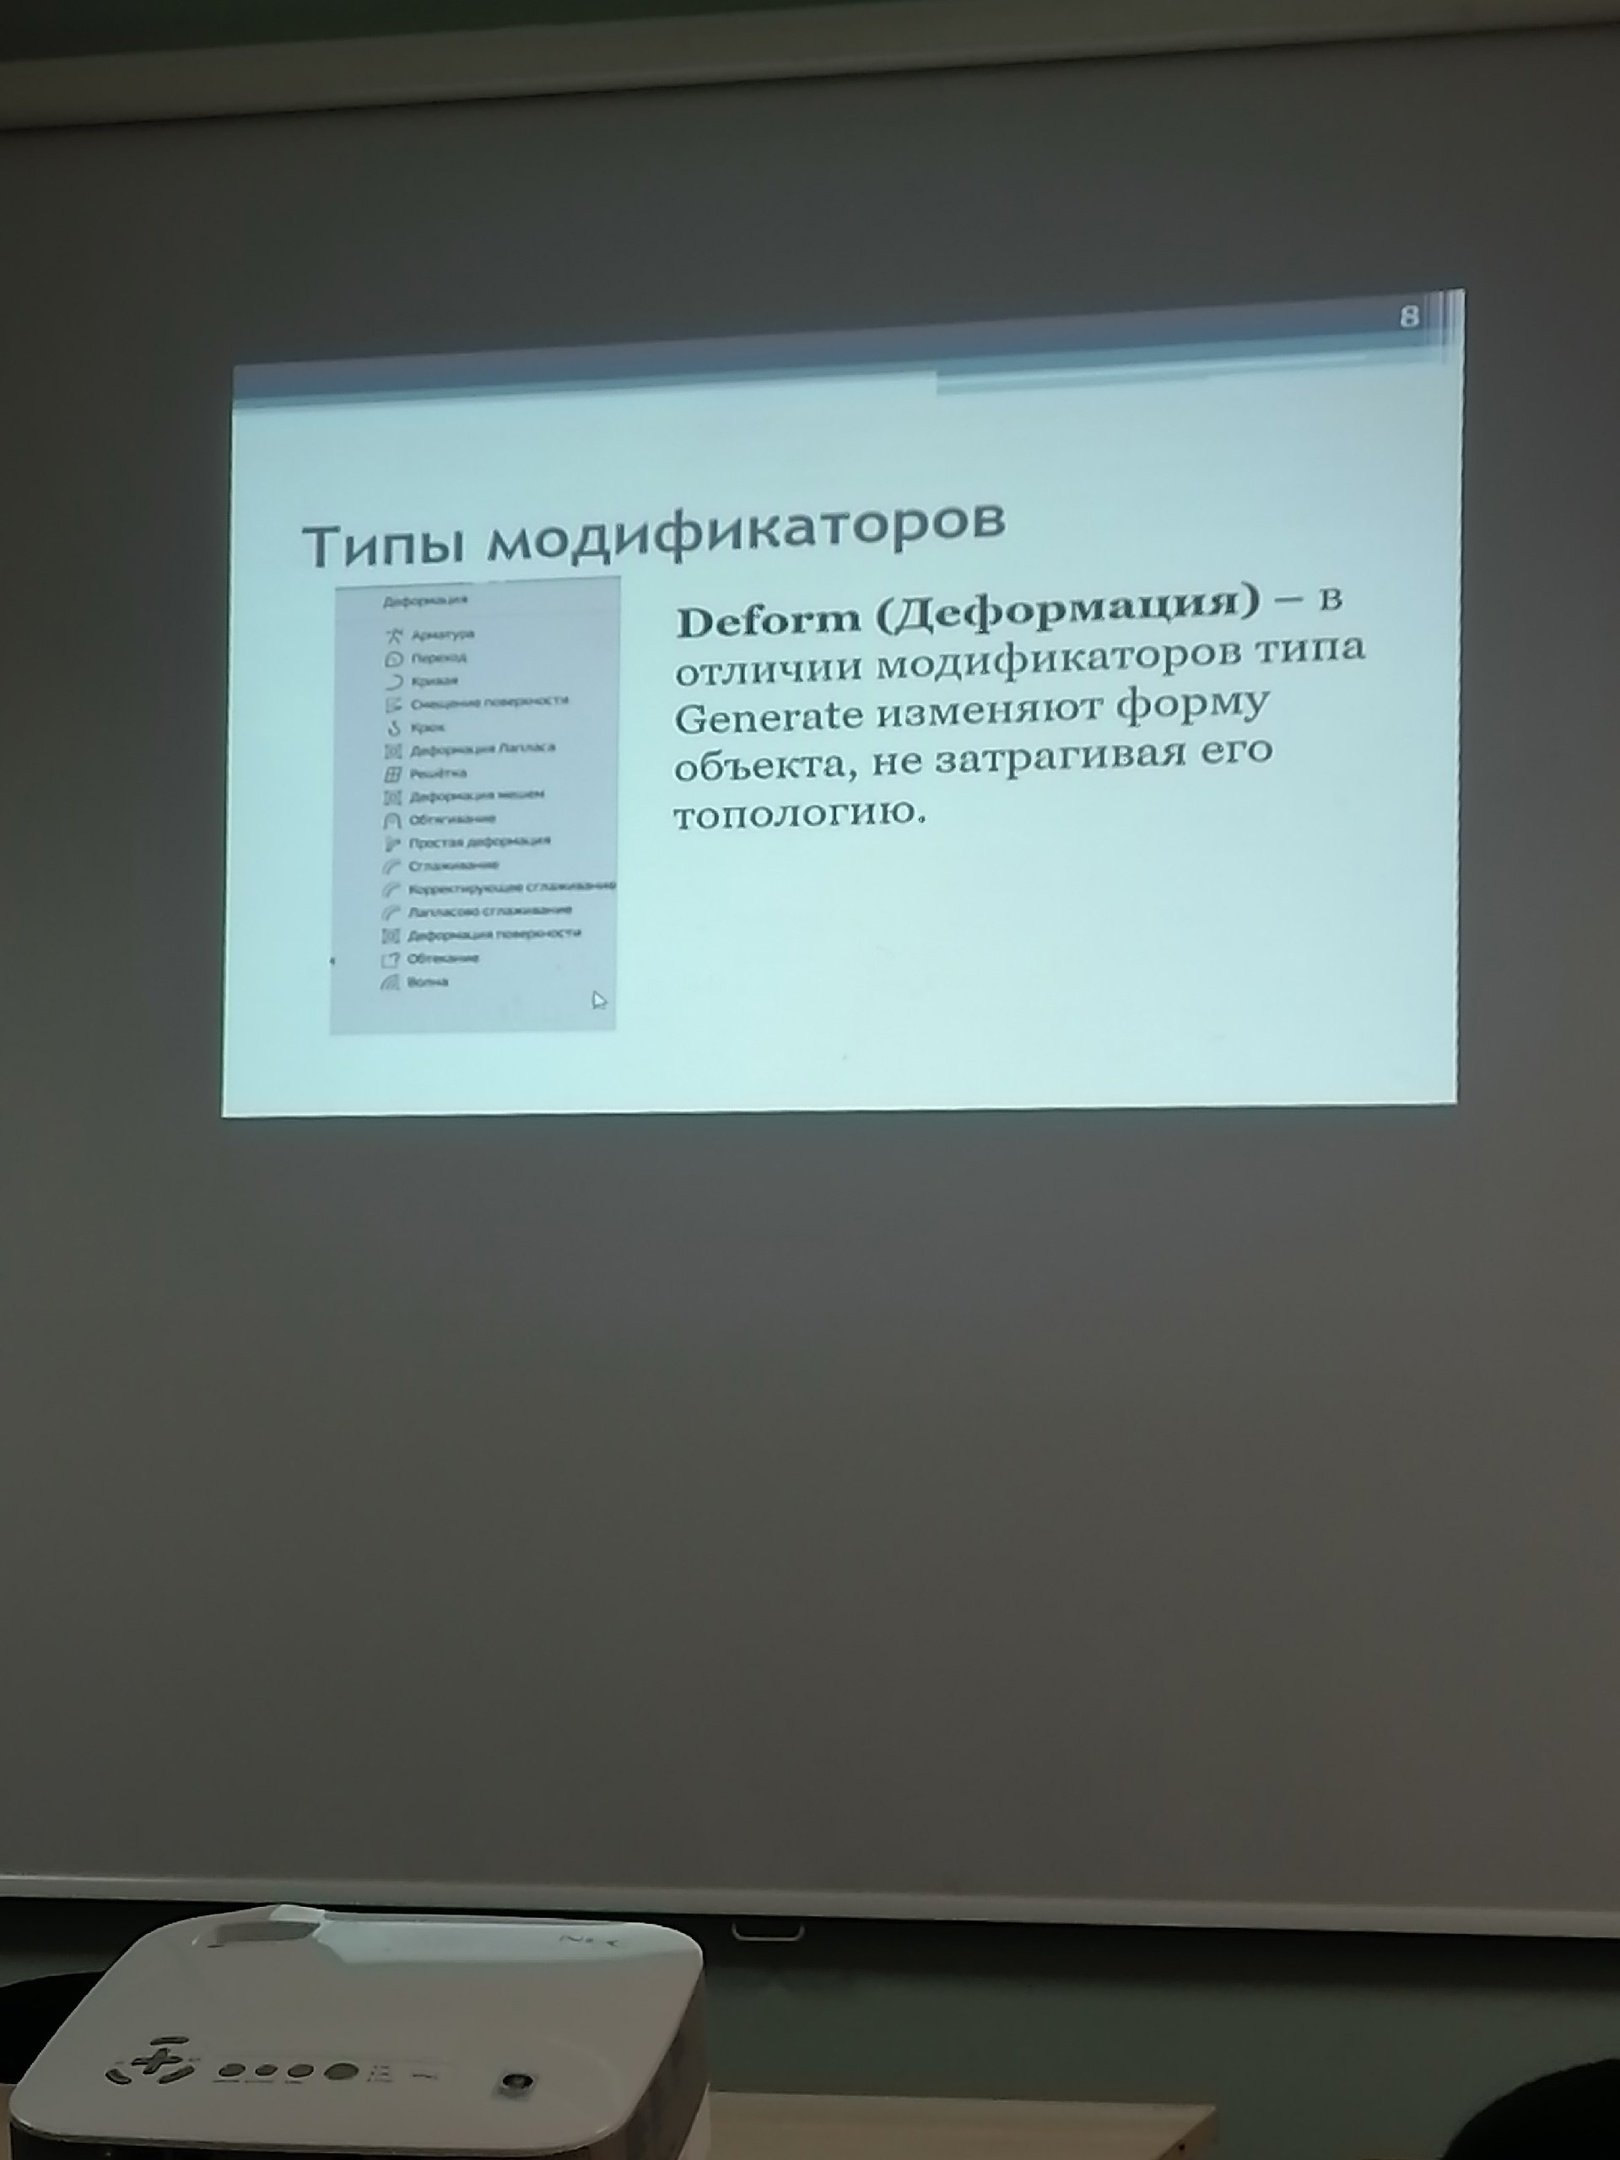 8
Типы модификаторов
Деформация
Арматура
Переход
Кривая
Смещение поверхности
Крюк
Деформация Лапласа
Решётка
Деформация мешем
Обтягивание
Простая деформация
Сглаживание
Корректирующее сглаживание
Лапласово сглаживание
Деформация поверхности
Обтекание
Волна
Deform (Деформация) – в
отличии модификаторов типа
Generate изменяют форму
объекта, не затрагивая его
топологию.
NEC